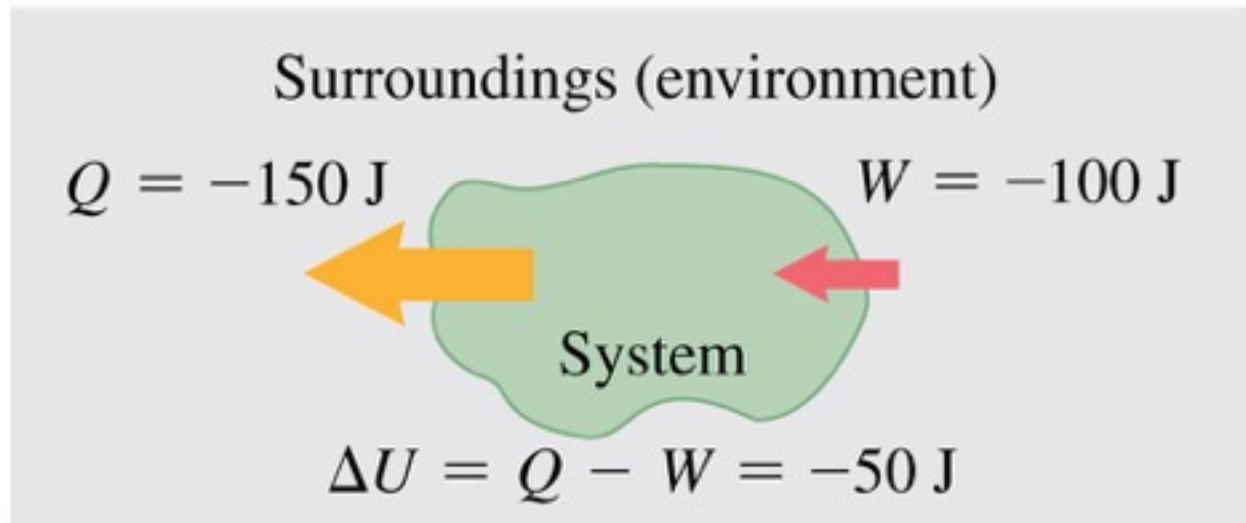 Surroundings (environment)
Q = −150 J
W = −100 J
System
ΔU = Q − W = −50 J